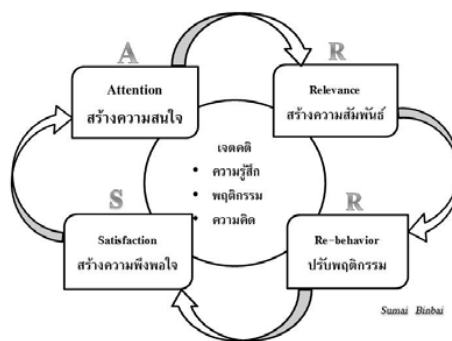 A
Attention
สร้างความสนใจ
R
Relevance
สร้างความสัมพันธ์
เจตคติ
• ความรู้สึก
• พฤติกรรม
• ความคิด
S
Satisfaction
สร้างความพึงพอใจ
R
Re-behavior
ปรับพฤติกรรม
Sumai Binbai